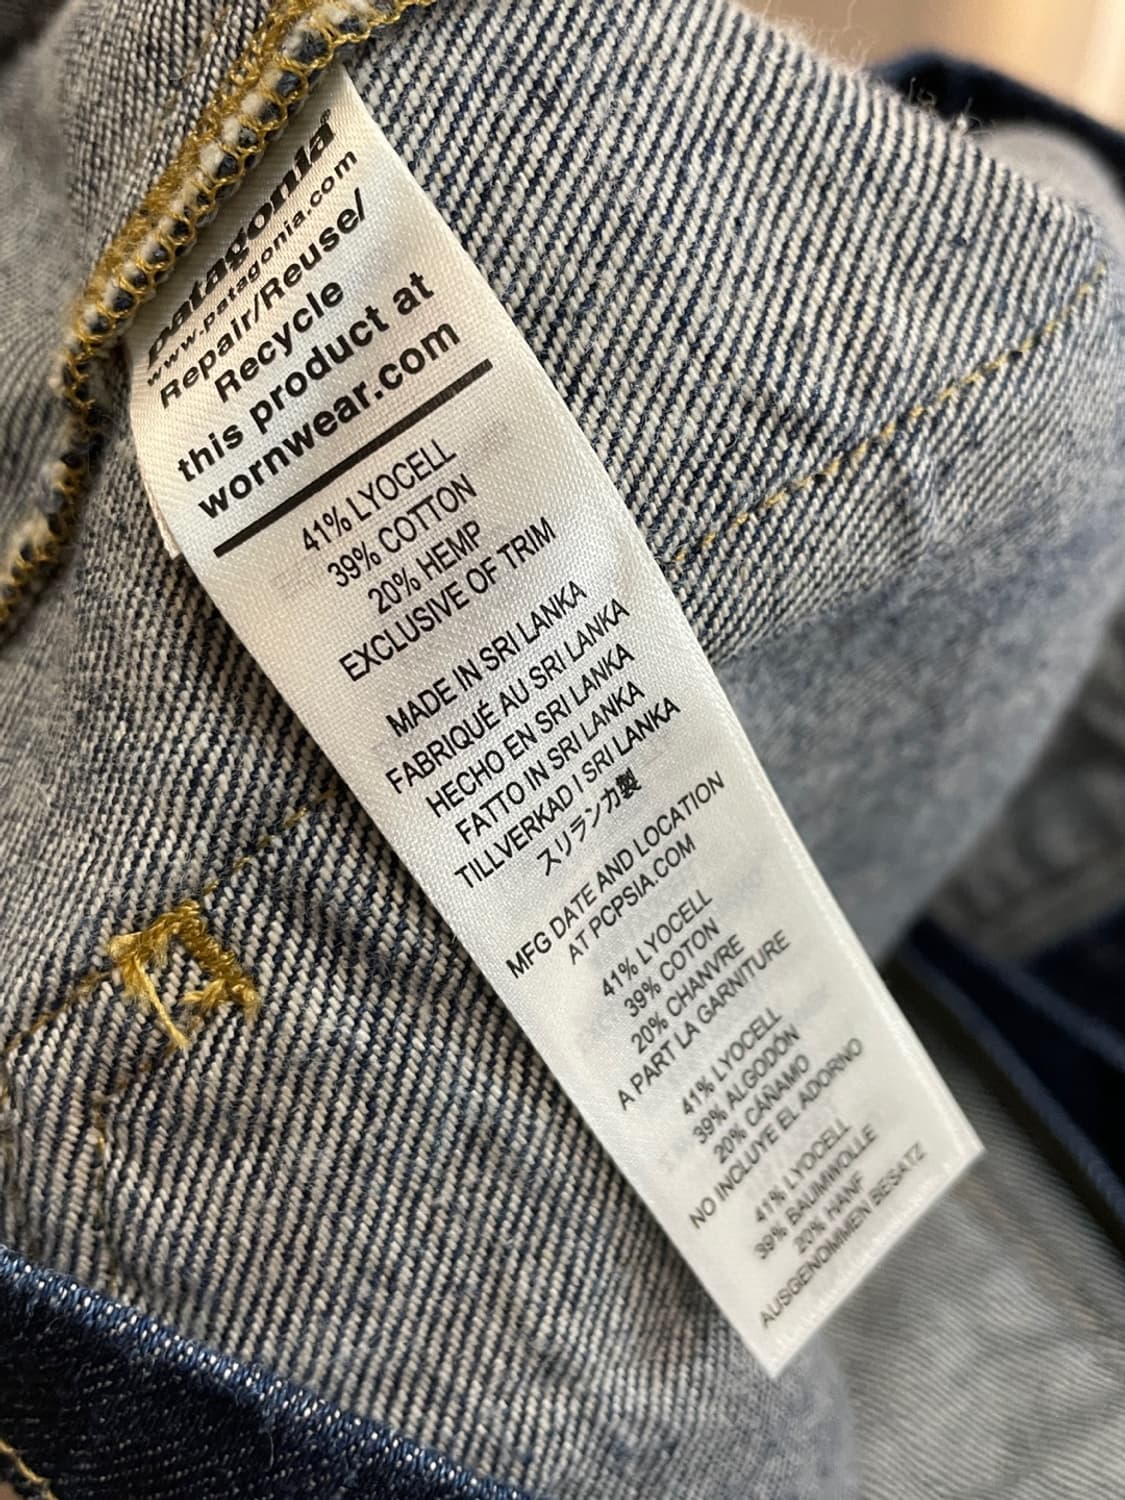 patagonia®
www.patagonia.com
Repair/Reuse/
Recycle
this product at
wornwear.com
41% LYOCELL
39% COTTON
20% HEMP
EXCLUSIVE OF TRIM
MADE IN SRI LANKA
FABRIQUÉ AU SRI LANKA
HECHO EN SRI LANKA
FATTO IN SRI LANKA
TILLVERKAD I SRI LANKA
スリランカ製
MFG DATE AND LOCATION
AT PCPSIA.COM
41% LYOCELL
39% COTON
20% CHANVRE
A PART LA GARNITURE
41% LYOCELL
39% ALGODÓN
20% CAÑAMO
NO INCLUYE EL ADORNO
41% LYOCELL
39% BAUMWOLLE
20% HANF
AUSGENOMMEN BESATZ